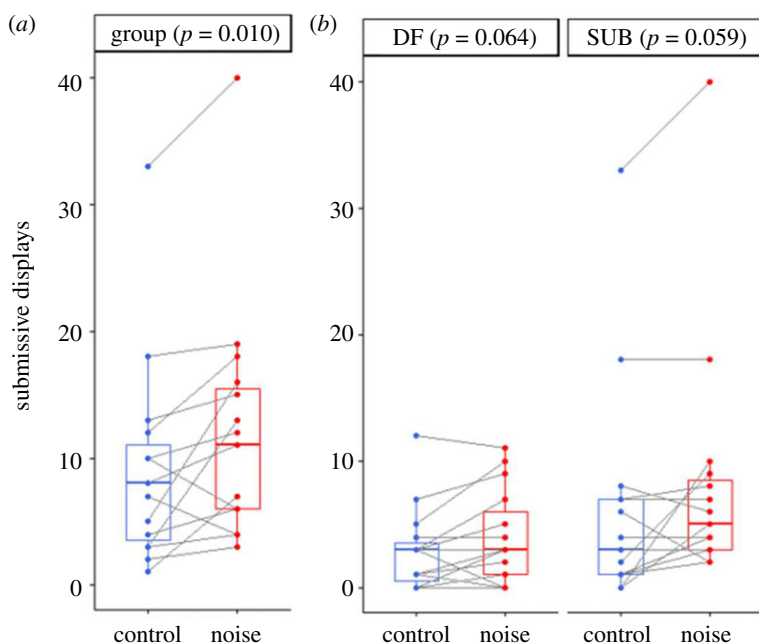 (a) group (p = 0.010) (b) DF (p = 0.064) SUB (p = 0.059)
40 40
30 30
submissive displays
20 20
10 10
0 0
control noise control noise control noise